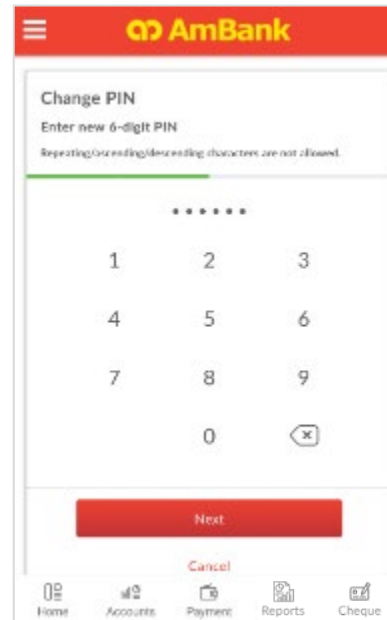 AmBank
Change PIN
Enter new 6-digit PIN
Repeating/ascending/descending characters are not allowed.
1 2 3
4 5 6
7 8 9
0
Next
Cancel
Home Accounts Payment Reports Cheque